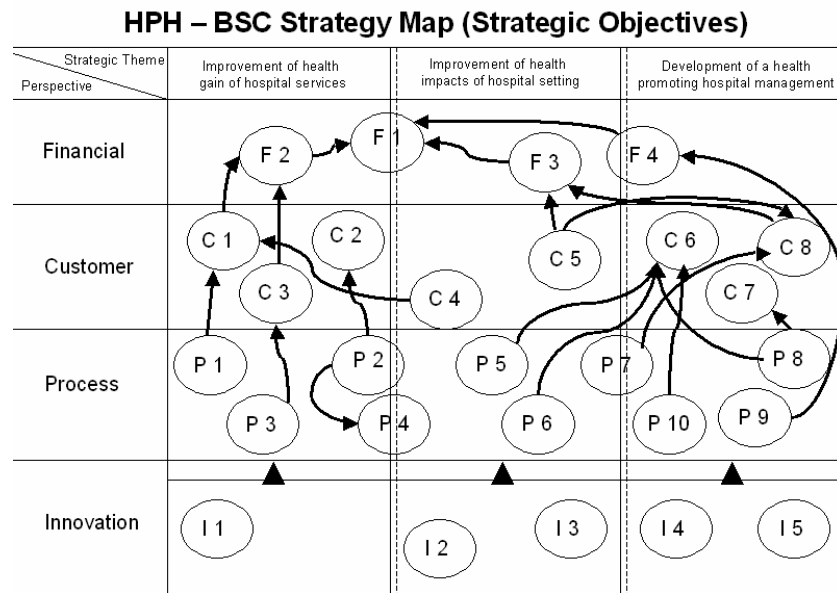 HPH – BSC Strategy Map (Strategic Objectives)
Strategic Theme
Perspective
Improvement of health
gain of hospital services
Improvement of health
impacts of hospital setting
Development of a health
promoting hospital management
Financial
F 2
F 1
F 3
F 4
Customer
C 1
C 2
C 3
C 4
C 5
C 6
C 7
C 8
Process
P 1
P 2
P 3
P 4
P 5
P 6
P 7
P 8
P 10
P 9
Innovation
I 1
I 2
I 3
I 4
I 5